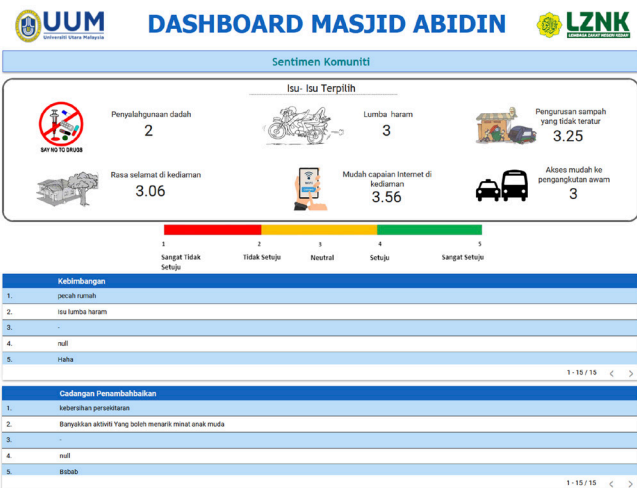 UUM
Universiti Utara Malaysia
DASHBOARD MASJID ABIDIN
LZNK
LEMBAGA ZAKAT NEGERI KEDAH
Sentimen Komuniti
Isu- Isu Terpilih
SAY NO TO DRUGS
Penyalahgunaan dadah
2
Lumba haram
3
Pengurusan sampah
yang tidak teratur
3.25
Rasa selamat di kediaman
3.06
Mudah capaian Internet di
kediaman
3.56
Akses mudah ke
pengangkutan awam
3
1 2 3 4 5
Sangat Tidak Setuju Tidak Setuju Neutral Setuju Sangat Setuju
Kebimbangan
1. pecah rumah
2. Isu lumba haram
3. -
4. null
5. Haha
1 - 15 / 15 < >
Cadangan Penambahbaikan
1. kebersihan persekitaran
2. Banyakkan aktiviti Yang boleh menarik minat anak muda
3. -
4. null
5. Bsbab
1 - 15 / 15 < >